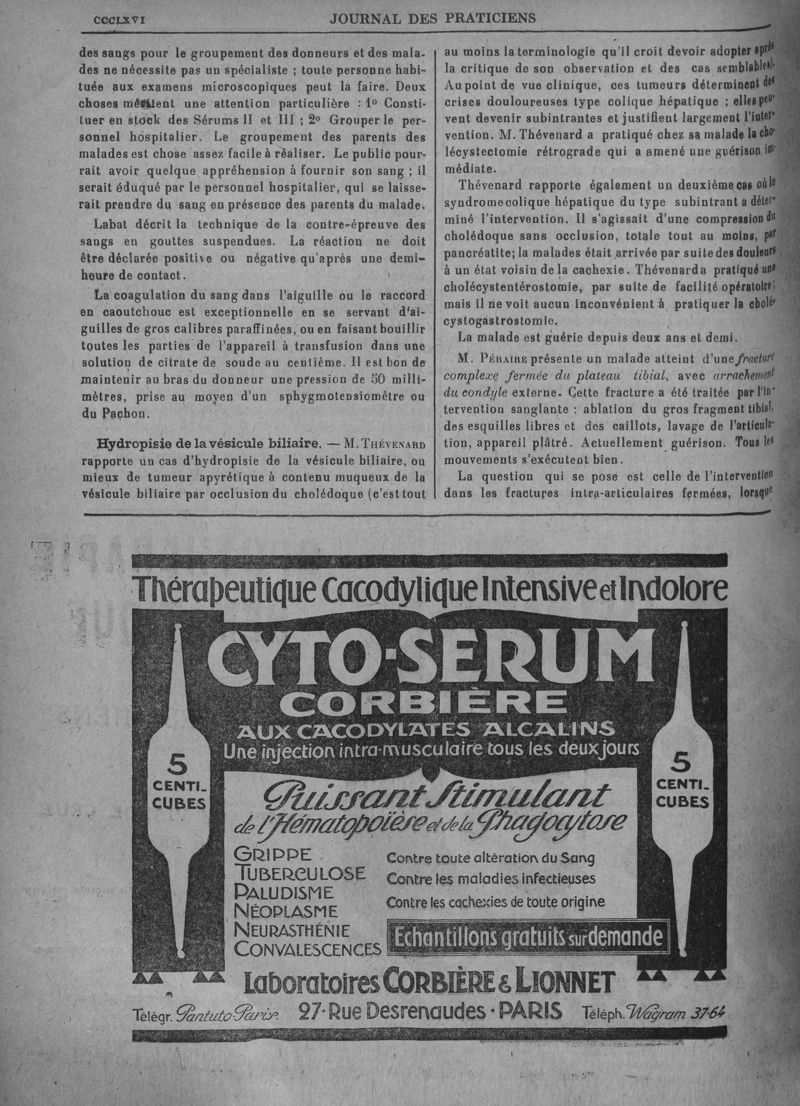 CCCLXVI
JOURNAL DES PRATICIENS
des sangs pour le groupement des donneurs et des mala-
des ne nécessite pas un spécialiste ; toute personne habi-
tuée aux examens microscopiques peut la faire. Deux
choses méritent une attention particulière : 1o Consti-
tuer en stock des Sérums II et III ; 2o Grouper le per-
sonnel hospitalier. Le groupement des parents des
malades est chose assez facile à réaliser. Le public pour-
rait avoir quelque appréhension à fournir son sang ; il
serait éduqué par le personnel hospitalier, qui se laisse-
rait prendre du sang en présence des parents du malade.
Labat décrit la technique de la contre-épreuve des
sangs en gouttes suspendues. La réaction ne doit
être déclarée positive ou négative qu'après une demi-
heure de contact.
La coagulation du sang dans l'aiguille ou le raccord
en caoutchouc est exceptionnelle en se servant d'ai-
guilles de gros calibres paraffinées, ou en faisant bouillir
toutes les parties de l'appareil à transfusion dans une
solution de citrate de soude au centième. Il est bon de
maintenir au bras du donneur une pression de 50 milli-
mètres, prise au moyen d'un sphygmotensiomètre ou
du Pachon.
Hydropisie de la vésicule biliaire. — M. THÉVENARD
rapporte un cas d'hydropisie de la vésicule biliaire, ou
mieux de tumeur apyrétique à contenu muqueux de la
vésicule biliaire par occlusion du cholédoque (c'est tout
au moins la terminologie qu'il croit devoir adopter après
la critique de son observation et des cas semblables).
Au point de vue clinique, ces tumeurs déterminent des
crises douloureuses type colique hépatique ; elles peu-
vent devenir subintrantes et justifient largement l'inter-
vention. M. Thévenard a pratiqué chez sa malade la cho-
lécystectomie rétrograde qui a amené une guérison im-
médiate.
Thévenard rapporte également un deuxième cas où le
syndrome colique hépatique du type subintrant a déter-
miné l'intervention. Il s'agissait d'une compression du
cholédoque sans occlusion, totale tout au moins, par
pancréatite; la malades était arrivée par suite des douleurs
à un état voisin de la cachexie. Thévenard a pratiqué une
cholécystentérostomie, par suite de facilité opératoire;
mais il ne voit aucun inconvénient à pratiquer la cholé-
cystogastrostomie.
La malade est guérie depuis deux ans et demi.
M. PÉRAIRE présente un malade atteint d'une fracture
complexe fermée du plateau tibial, avec arrachement
du condyle externe. Cette fracture a été traitée par l'in-
tervention sanglante : ablation du gros fragment tibial,
des esquilles libres et des caillots, lavage de l'articula-
tion, appareil plâtré. Actuellement guérison. Tous les
mouvements s'exécutent bien.
La question qui se pose est celle de l'intervention
dans les fractures intra-articulaires fermées, lorsque
Thérapeutique Cacodylique Intensive et Indolore
CYTO-SERUM
CORBIÈRE
AUX CACODYLATES ALCALINS
Une injection intra-musculaire tous les deux jours
5
CENTI-
CUBES
5
CENTI-
CUBES
Puissant Stimulant
de l'Hématopoïèse et de la Phagocytose
GRIPPE
TUBERCULOSE
PALUDISME
NÉOPLASME
NEURASTHÉNIE
CONVALESCENCES
Contre toute altération du Sang
Contre les maladies infectieuses
Contre les cachexies de toute origine
Echantillons gratuits sur demande
Laboratoires CORBIÈRE & LIONNET
Télégr. Pantuto Paris. 27-Rue Desrenaudes · PARIS Téléph. Wagram 37-64